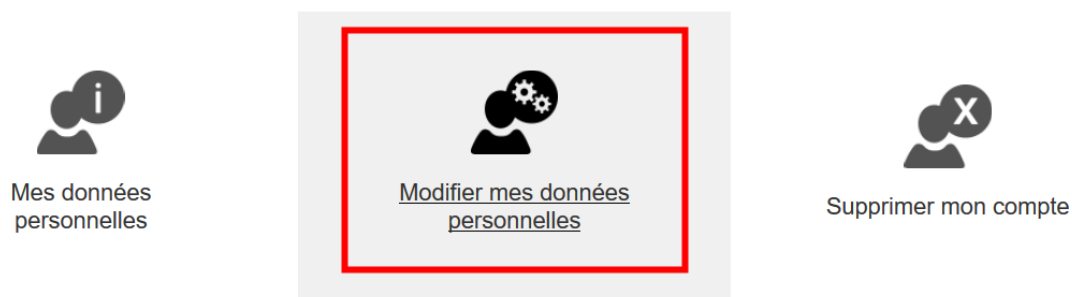 i
Mes données
personnelles
Modifier mes données
personnelles
X
Supprimer mon compte